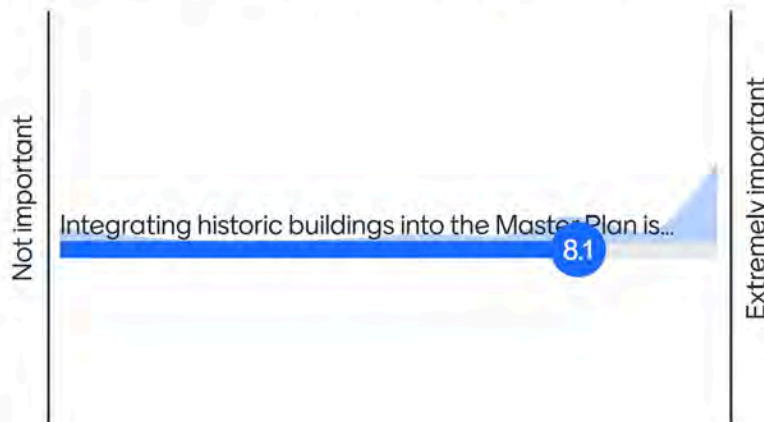 Not important
Integrating historic buildings into the Master Plan is...
8.1
Extremely important